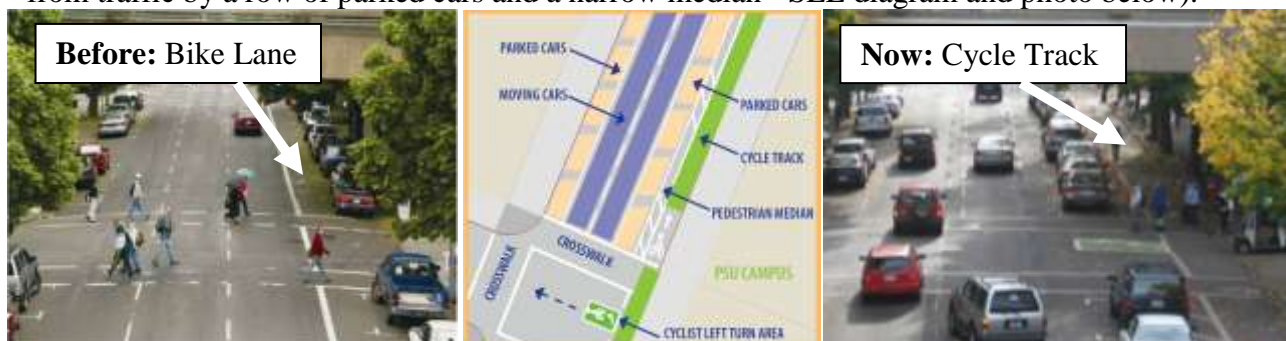 from traffic by a row of parked cars and a narrow median - SEE diagram and photo below).
Before: Bike Lane
PARKED CARS
MOVING CARS
PARKED CARS
CYCLE TRACK
PEDESTRIAN MEDIAN
CROSSWALK
CROSSWALK
PSU CAMPUS
CYCLIST LEFT TURN AREA
Now: Cycle Track